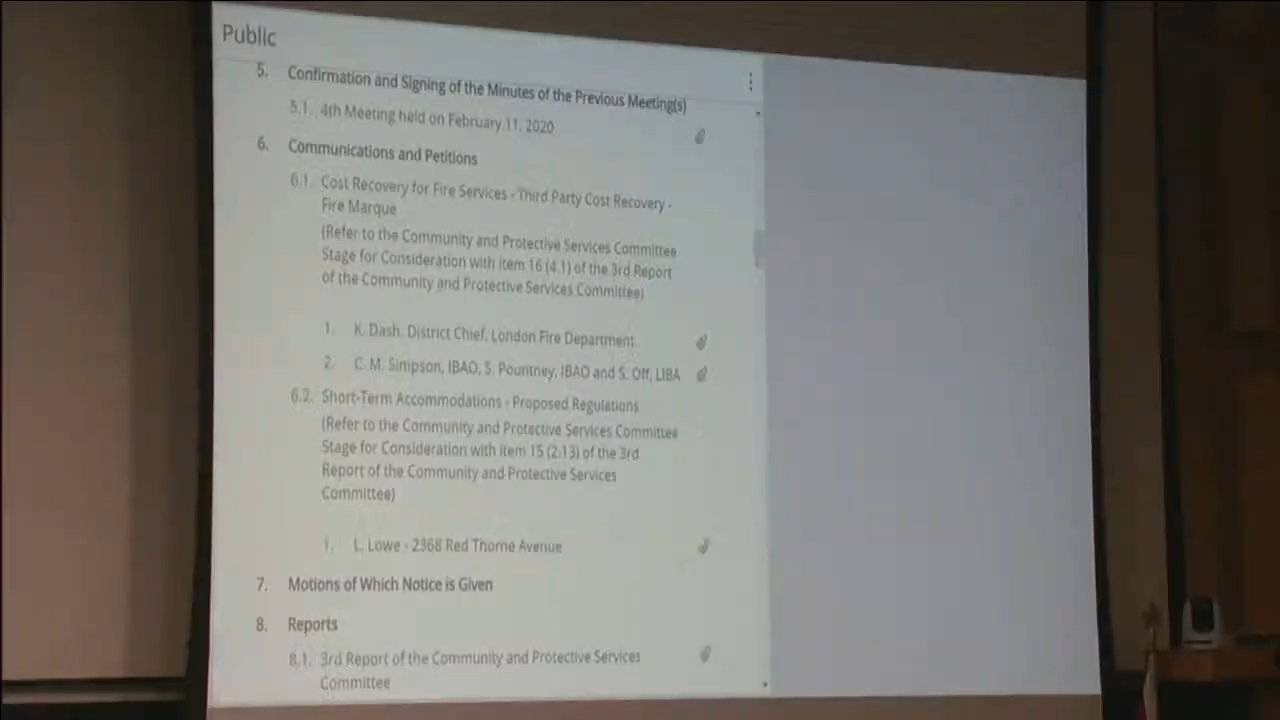 Public
5. Confirmation and Signing of the Minutes of the Previous Meeting(s)
5.1. 4th Meeting held on February 11, 2020
6. Communications and Petitions
6.1. Cost Recovery for Fire Services - Third Party Cost Recovery -
Fire Marque
(Refer to the Community and Protective Services Committee
Stage for Consideration with item 16 (4.1) of the 3rd Report
of the Community and Protective Services Committee)
1. K. Dash, District Chief, London Fire Department
2. C. M. Simpson, IBAO, S. Pountney, IBAO and S. Off, LIBA
6.2. Short-Term Accommodations - Proposed Regulations
(Refer to the Community and Protective Services Committee
Stage for Consideration with item 15 (2.13) of the 3rd
Report of the Community and Protective Services
Committee)
1. L. Lowe - 2368 Red Thorne Avenue
7. Motions of Which Notice is Given
8. Reports
8.1. 3rd Report of the Community and Protective Services
Committee